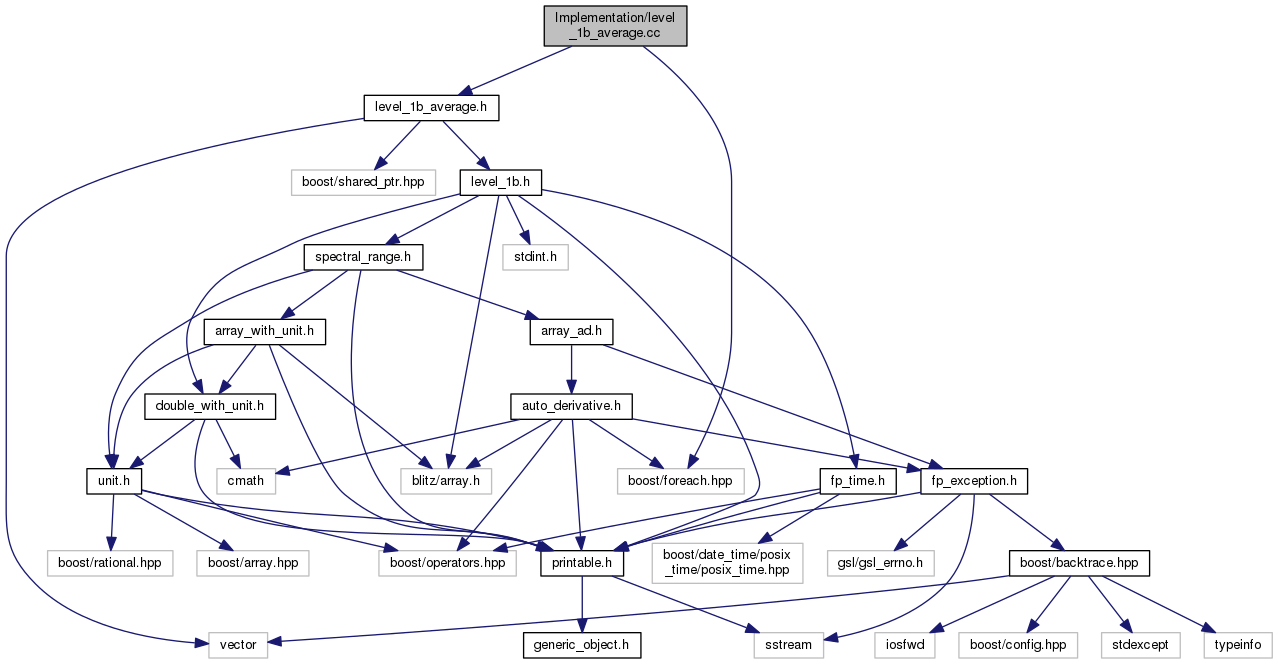 Implementation/level
_1b_average.cc
level_1b_average.h
boost/shared_ptr.hpp
level_1b.h
spectral_range.h
stdint.h
array_with_unit.h
array_ad.h
double_with_unit.h
auto_derivative.h
unit.h
cmath
blitz/array.h
boost/foreach.hpp
fp_time.h
fp_exception.h
boost/rational.hpp
boost/array.hpp
boost/operators.hpp
printable.h
boost/date_time/posix
_time/posix_time.hpp
gsl/gsl_errno.h
boost/backtrace.hpp
vector
generic_object.h
sstream
iosfwd
boost/config.hpp
stdexcept
typeinfo